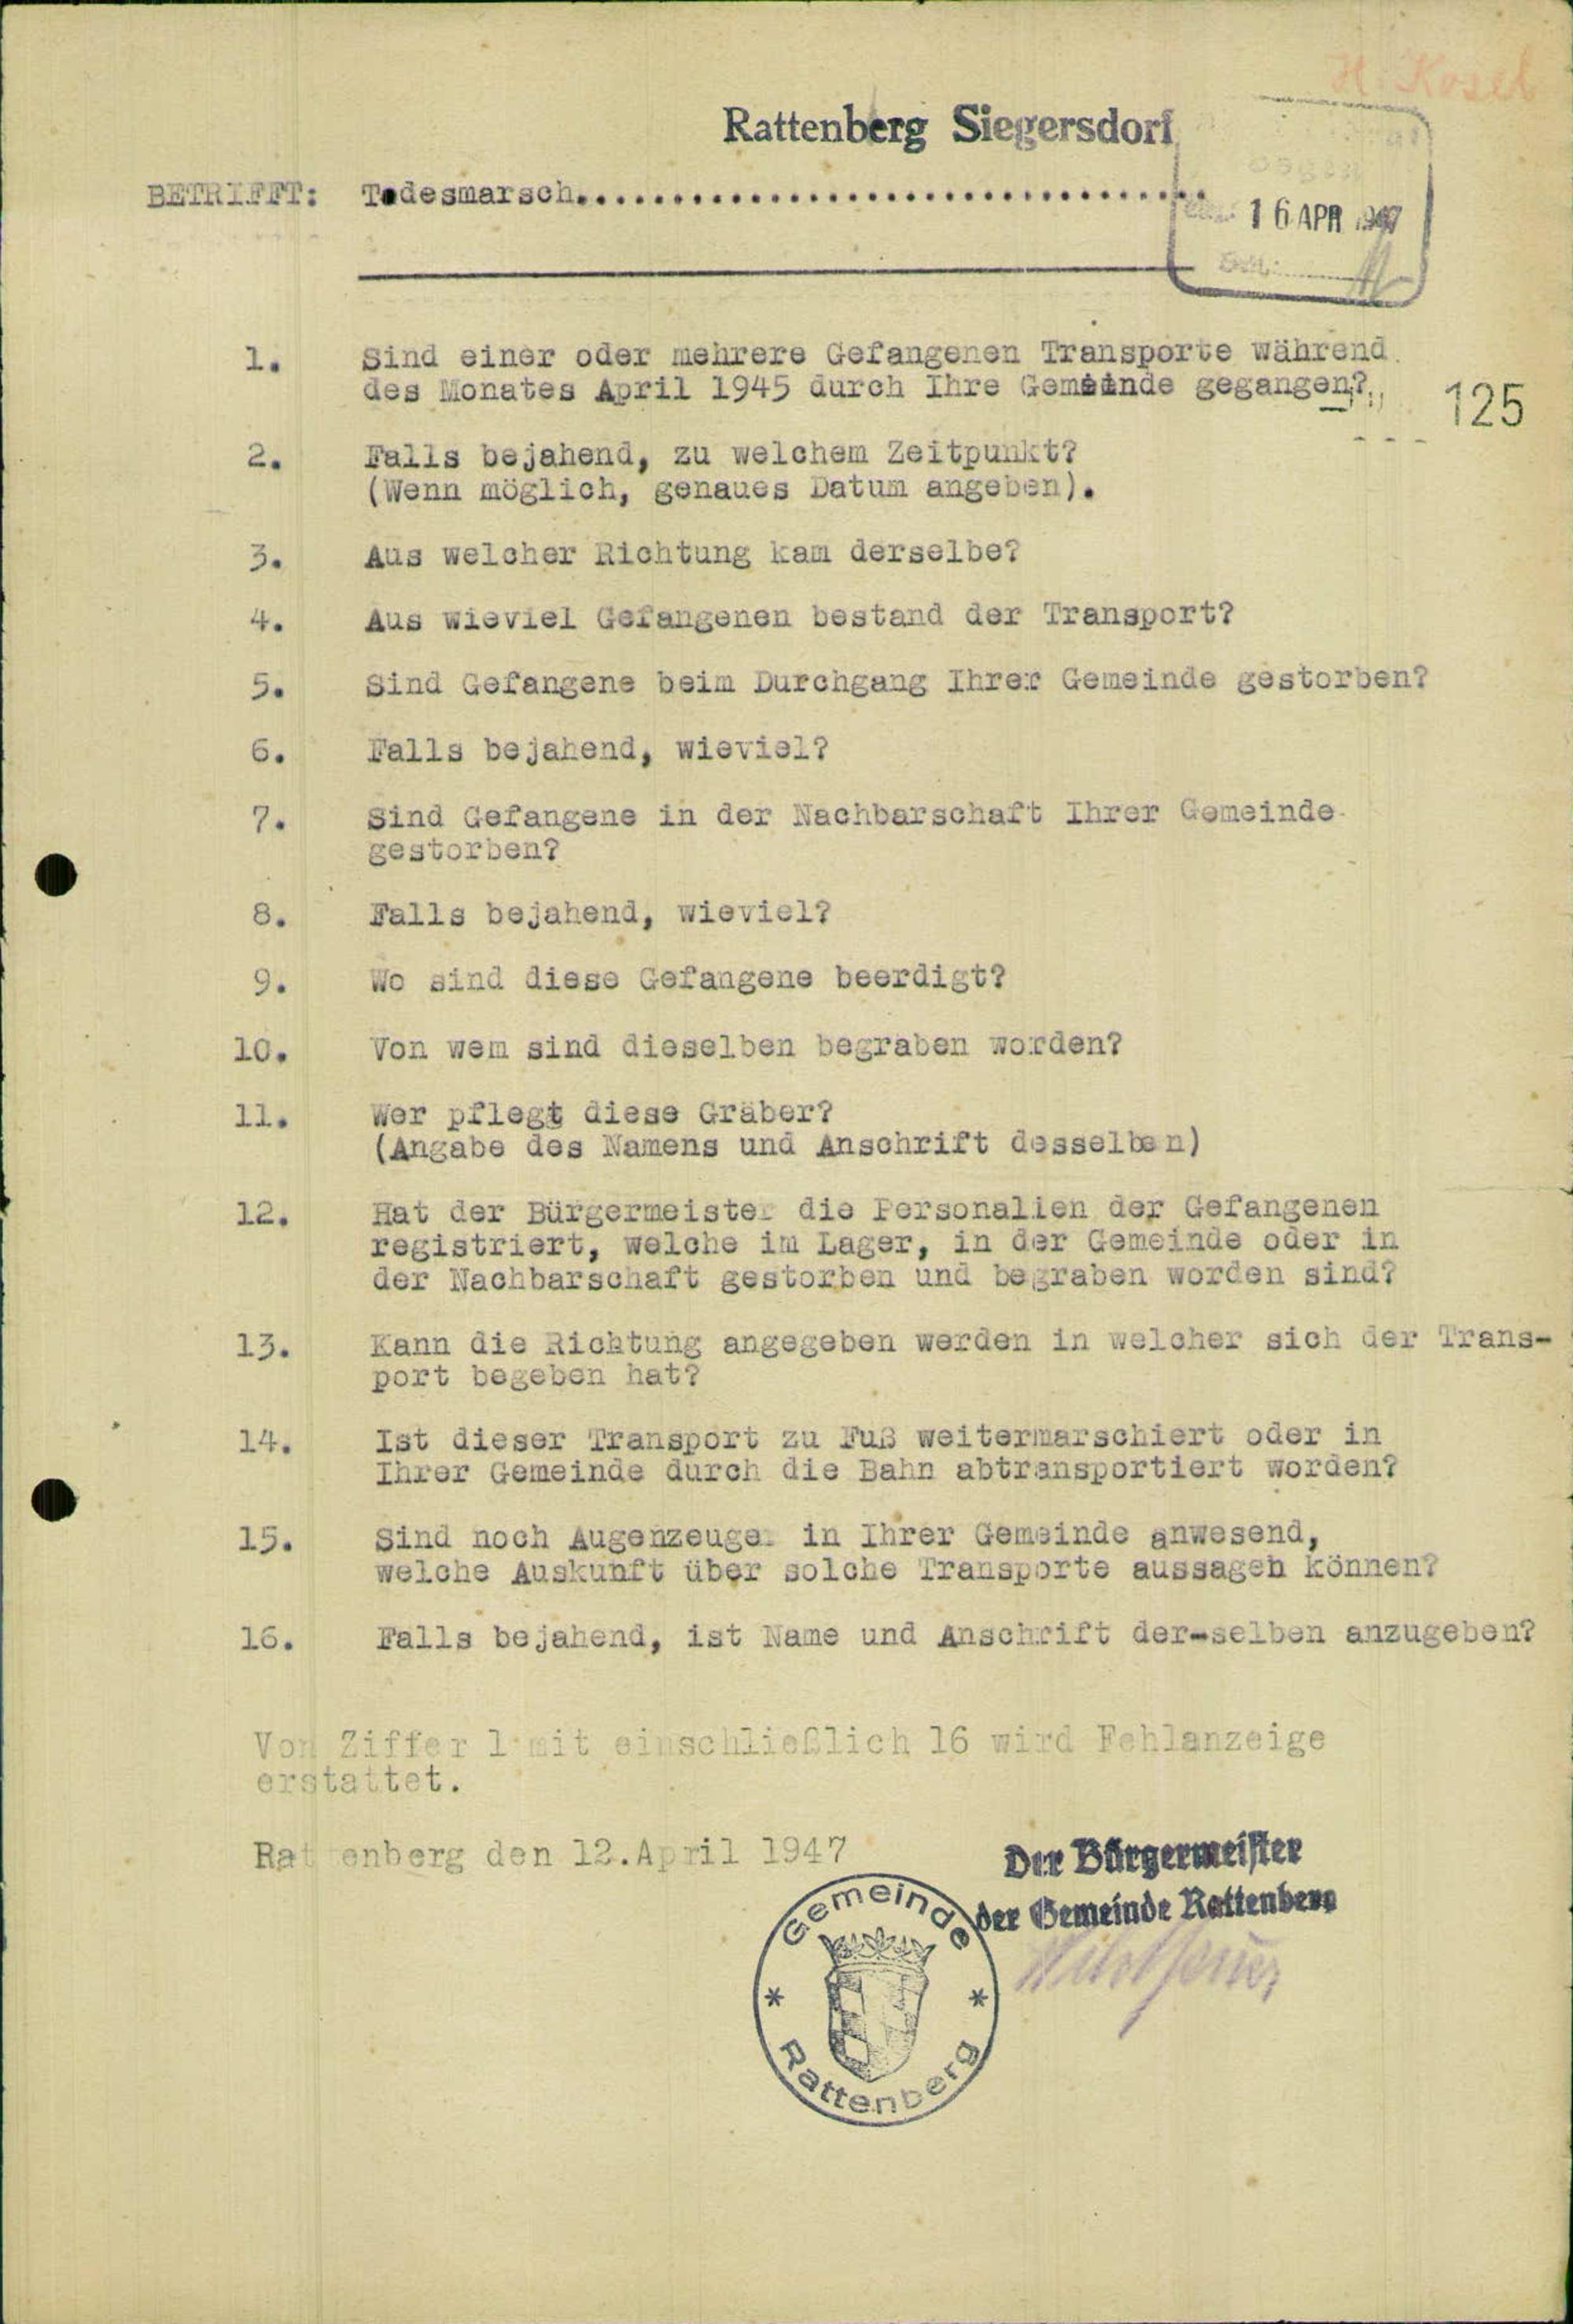 H. Kosel
Rattenberg Siegersdorf
BETRIFFT: Todesmarsch.................................
16 APR 1947
1. Sind einer oder mehrere Gefangenen Transporte während
des Monates April 1945 durch Ihre Gemeinde gegangen?
125
2. Falls bejahend, zu welchem Zeitpunkt?
(Wenn möglich, genaues Datum angeben).
3. Aus welcher Richtung kam derselbe?
4. Aus wieviel Gefangenen bestand der Transport?
5. Sind Gefangene beim Durchgang Ihrer Gemeinde gestorben?
6. Falls bejahend, wieviel?
7. Sind Gefangene in der Nachbarschaft Ihrer Gemeinde
gestorben?
8. Falls bejahend, wieviel?
9. Wo sind diese Gefangene beerdigt?
10. Von wem sind dieselben begraben worden?
11. Wer pflegt diese Gräber?
(Angabe des Namens und Anschrift desselben)
12. Hat der Bürgermeister die Personalien der Gefangenen
registriert, welche im Lager, in der Gemeinde oder in
der Nachbarschaft gestorben und begraben worden sind?
13. Kann die Richtung angegeben werden in welcher sich der Trans-
port begeben hat?
14. Ist dieser Transport zu Fuß weitermarschiert oder in
Ihrer Gemeinde durch die Bahn abtransportiert worden?
15. Sind noch Augenzeugen in Ihrer Gemeinde anwesend,
welche Auskunft über solche Transporte aussagen können?
16. Falls bejahend, ist Name und Anschrift der-selben anzugeben?
Von Ziffer 1 mit einschließlich 16 wird Fehlanzeige
erstattet.
Rattenberg den 12.April 1947
Der Bürgermeister
der Gemeinde Rattenberg
Gemeinde
* *
Rattenberg